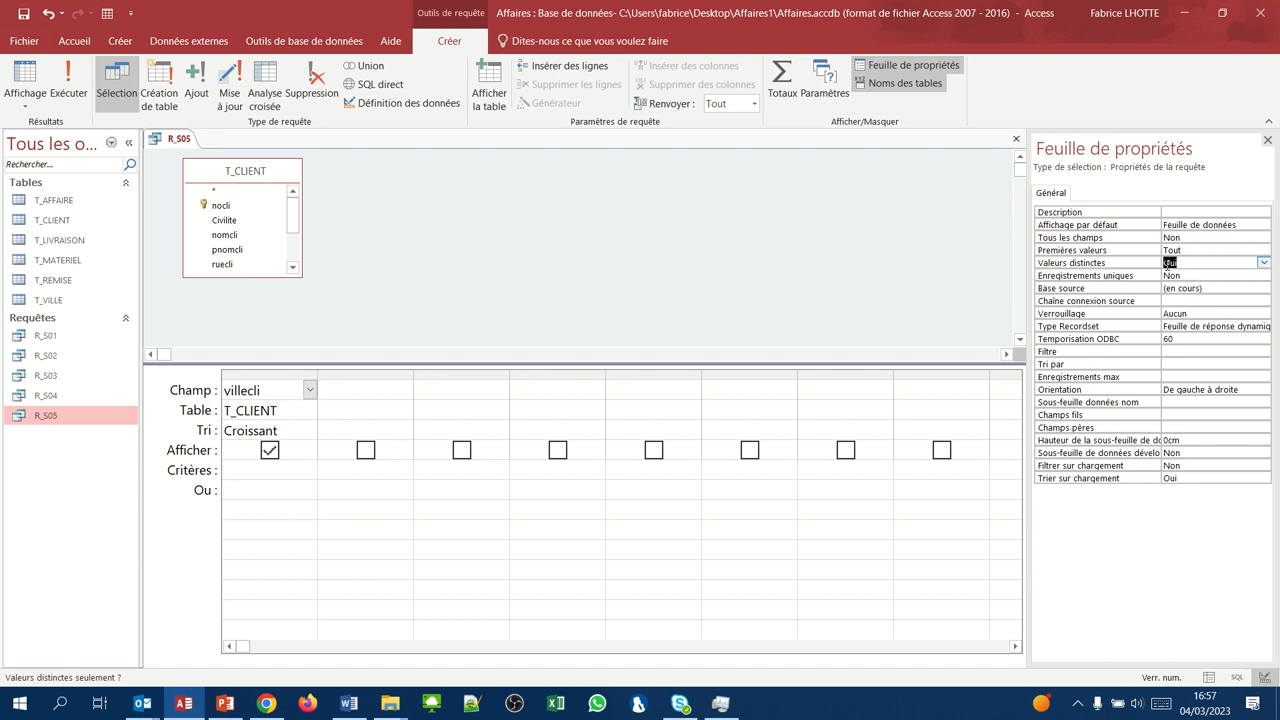 Outils de requête
Affaires : Base de données- C:\Users\fabrice\Desktop\Affaires1\Affaires.accdb (format de fichier Access 2007 - 2016) - Access
Fabrice LHOTTE
Fichier Accueil Créer Données externes Outils de base de données Aide Créer Dites-nous ce que vous voulez faire
Affichage Exécuter
Résultats
Sélection Création de table Ajout Mise à jour Analyse croisée Suppression
Union
SQL direct
Définition des données
Type de requête
Afficher la table
Insérer des lignes
Supprimer les lignes
Générateur
Insérer des colonnes
Supprimer des colonnes
Renvoyer : Tout
Paramètres de requête
Totaux Paramètres
Feuille de propriétés
Noms des tables
Afficher/Masquer
Tous les o...
Rechercher...
Tables
T_AFFAIRE
T_CLIENT
T_LIVRAISON
T_MATERIEL
T_REMISE
T_VILLE
Requêtes
R_S01
R_S02
R_S03
R_S04
R_S05
R_S05
T_CLIENT
*
nocli
Civilite
nomcli
pnomcli
ruecli
Champ : villecli
Table : T_CLIENT
Tri : Croissant
Afficher :
Critères :
Ou :
Feuille de propriétés
Type de sélection : Propriétés de la requête
Général
Description
Affichage par défaut Feuille de données
Tous les champs Non
Premières valeurs Tout
Valeurs distinctes Oui
Enregistrements uniques Non
Base source (en cours)
Chaîne connexion source
Verrouillage Aucun
Type Recordset Feuille de réponse dynamiq
Temporisation ODBC 60
Filtre
Tri par
Enregistrements max
Orientation De gauche à droite
Sous-feuille données nom
Champs fils
Champs pères
Hauteur de la sous-feuille de do 0cm
Sous-feuille de données dévelo Non
Filtrer sur chargement Non
Trier sur chargement Oui
Valeurs distinctes seulement ?
Verr. num.
SQL
16:57
04/03/2023